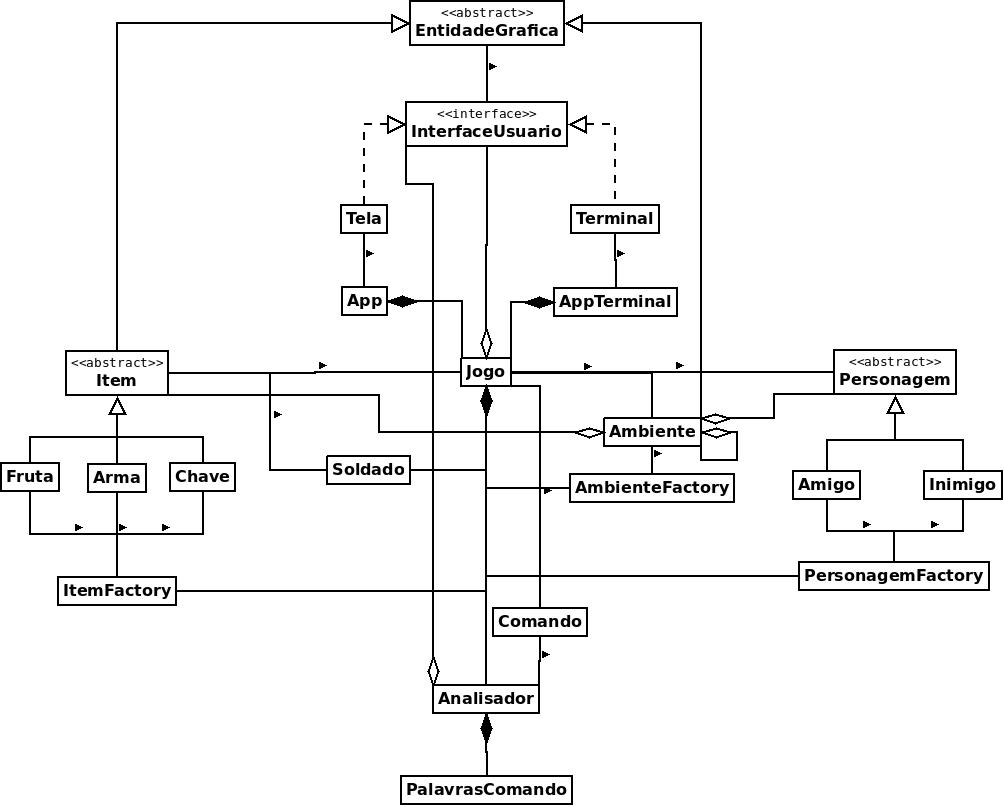 <<abstract>>
EntidadeGrafica
<<interface>>
InterfaceUsuario
Tela
Terminal
App
AppTerminal
<<abstract>>
Item
Jogo
<<abstract>>
Personagem
Ambiente
Fruta
Arma
Chave
Soldado
AmbienteFactory
Amigo
Inimigo
ItemFactory
PersonagemFactory
Comando
Analisador
PalavrasComando